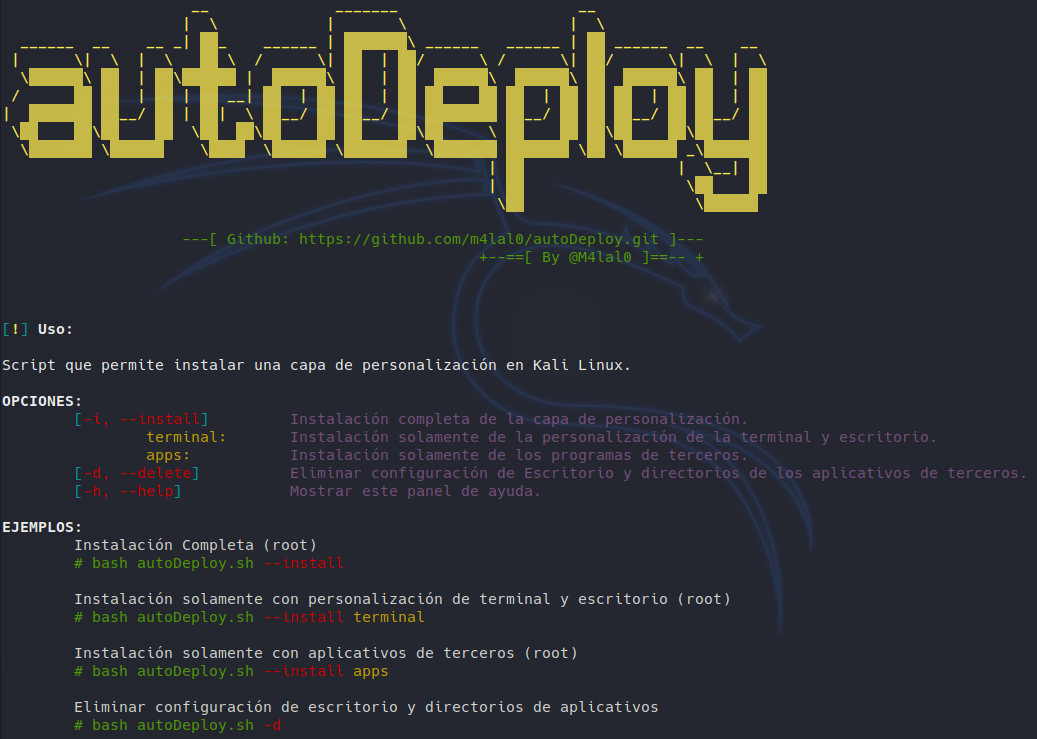 autoDeploy
---[ Github: https://github.com/m4lal0/autoDeploy.git ]---
+--==[ By @M4lal0 ]==-- +
[!] Uso:
Script que permite instalar una capa de personalización en Kali Linux.
OPCIONES:
[-i, --install] Instalación completa de la capa de personalización.
terminal: Instalación solamente de la personalización de la terminal y escritorio.
apps: Instalación solamente de los programas de terceros.
[-d, --delete] Eliminar configuración de Escritorio y directorios de los aplicativos de terceros.
[-h, --help] Mostrar este panel de ayuda.
EJEMPLOS:
Instalación Completa (root)
# bash autoDeploy.sh --install
Instalación solamente con personalización de terminal y escritorio (root)
# bash autoDeploy.sh --install terminal
Instalación solamente con aplicativos de terceros (root)
# bash autoDeploy.sh --install apps
Eliminar configuración de escritorio y directorios de aplicativos
# bash autoDeploy.sh -d